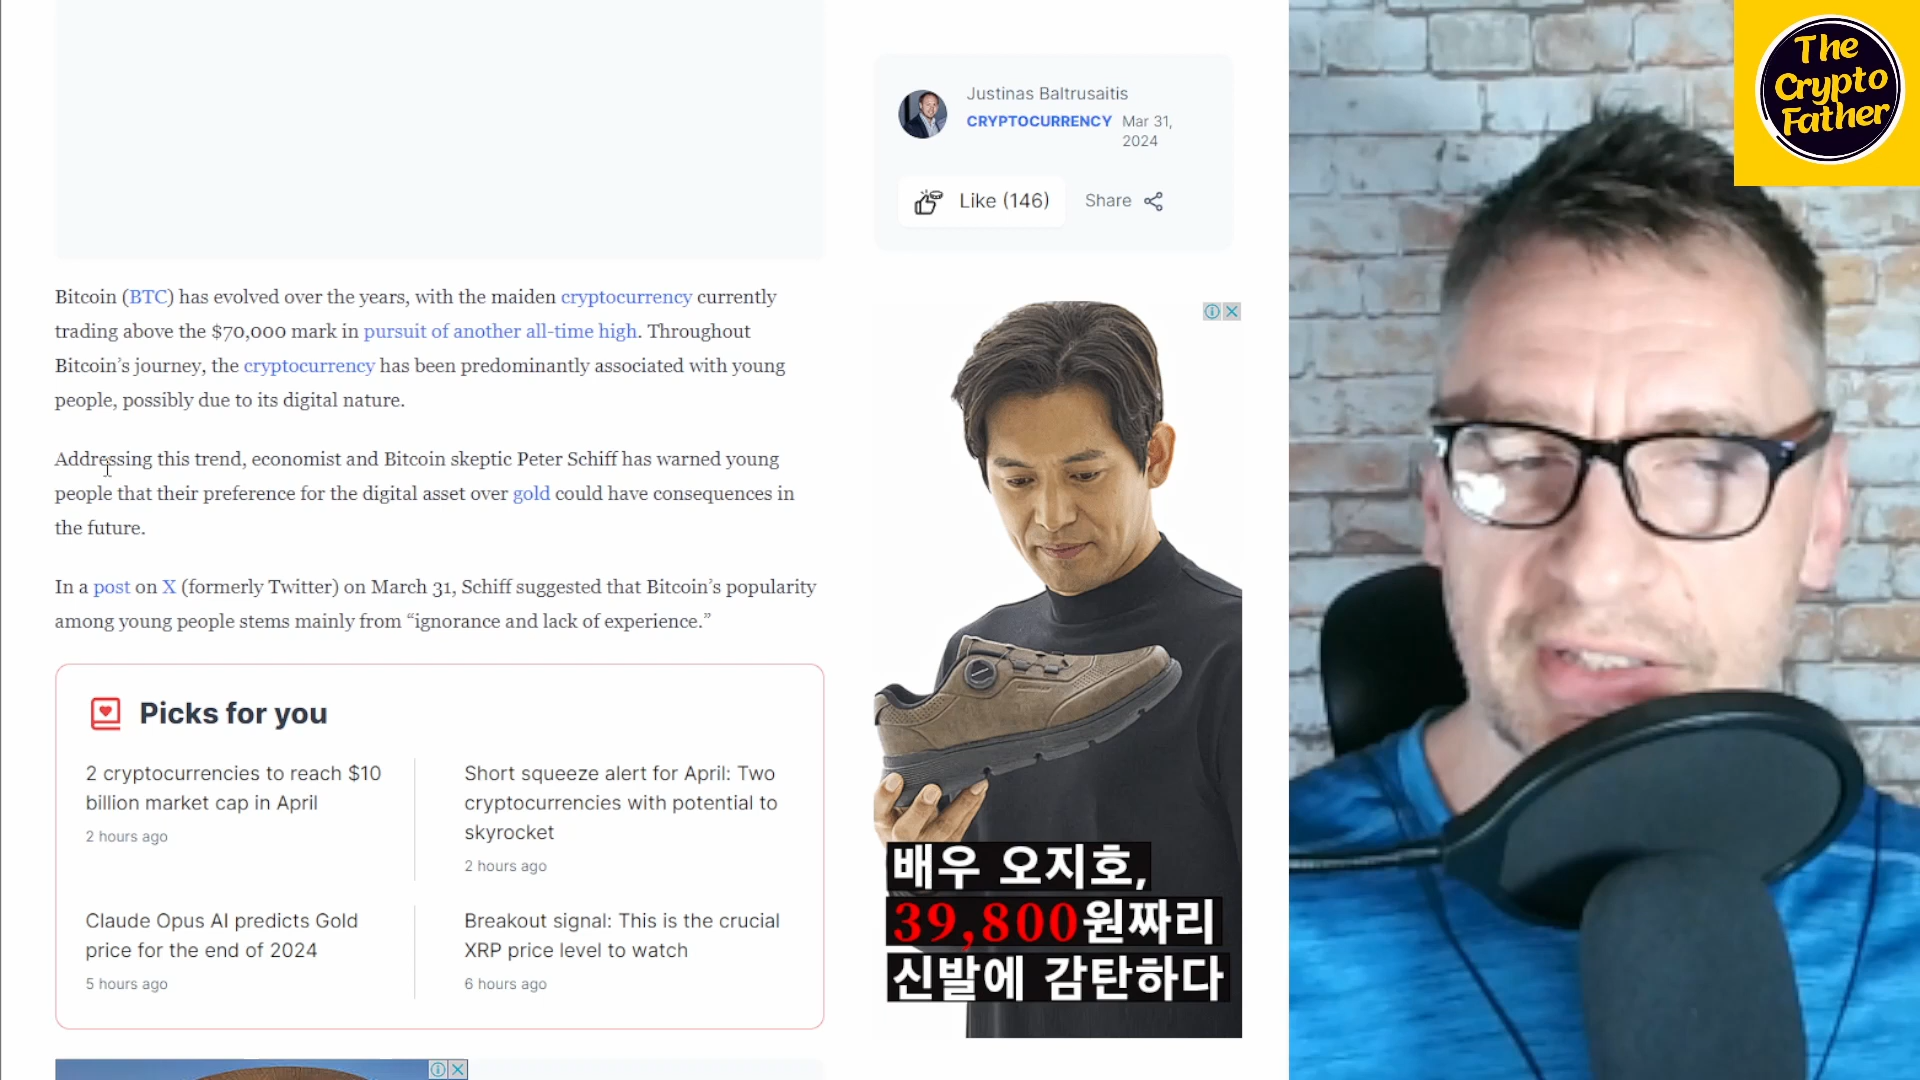 Bitcoin (BTC) has evolved over the years, with the maiden cryptocurrency currently
trading above the $70,000 mark in pursuit of another all-time high. Throughout
Bitcoin’s journey, the cryptocurrency has been predominantly associated with young
people, possibly due to its digital nature.
Addressing this trend, economist and Bitcoin skeptic Peter Schiff has warned young
people that their preference for the digital asset over gold could have consequences in
the future.
In a post on X (formerly Twitter) on March 31, Schiff suggested that Bitcoin’s popularity
among young people stems mainly from “ignorance and lack of experience.”
Picks for you
2 cryptocurrencies to reach $10
billion market cap in April
2 hours ago
Short squeeze alert for April: Two
cryptocurrencies with potential to
skyrocket
2 hours ago
Claude Opus AI predicts Gold
price for the end of 2024
5 hours ago
Breakout signal: This is the crucial
XRP price level to watch
6 hours ago
Justinas Baltrusaitis
CRYPTOCURRENCY Mar 31,
2024
Like (146)
Share
배우 오지호,
39,800원짜리
신발에 감탄하다
The
Crypto
Father